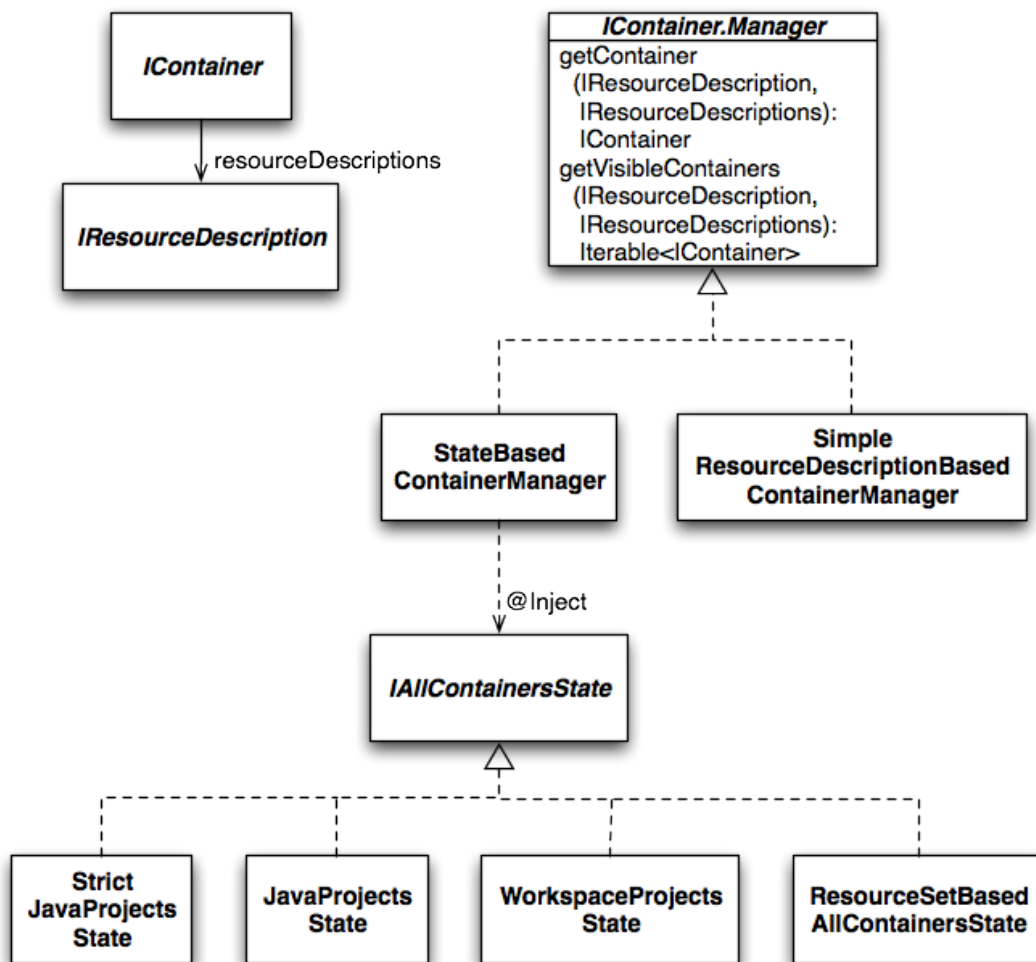 IContainer
resourceDescriptions
IResourceDescription
IContainer.Manager
getContainer
(IResourceDescription,
IResourceDescriptions):
IContainer
getVisibleContainers
(IResourceDescription,
IResourceDescriptions):
Iterable<IContainer>
StateBased
ContainerManager
Simple
ResourceDescriptionBased
ContainerManager
@Inject
IAllContainersState
Strict
JavaProjects
State
JavaProjects
State
WorkspaceProjects
State
ResourceSetBased
AllContainersState